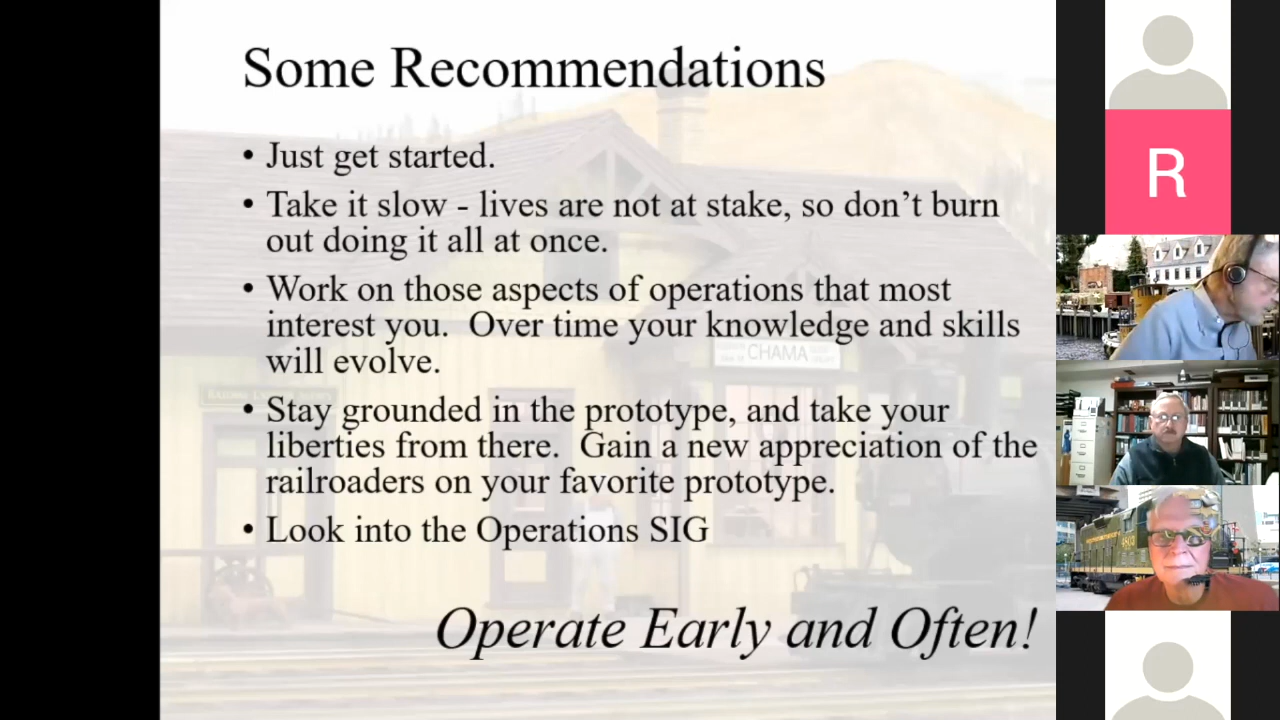 Some Recommendations
• Just get started.
• Take it slow - lives are not at stake, so don’t burn
out doing it all at once.
• Work on those aspects of operations that most
interest you.  Over time your knowledge and skills
will evolve.
• Stay grounded in the prototype, and take your
liberties from there.  Gain a new appreciation of the
railroaders on your favorite prototype.
• Look into the Operations SIG
Operate Early and Often!
CHAMA
R